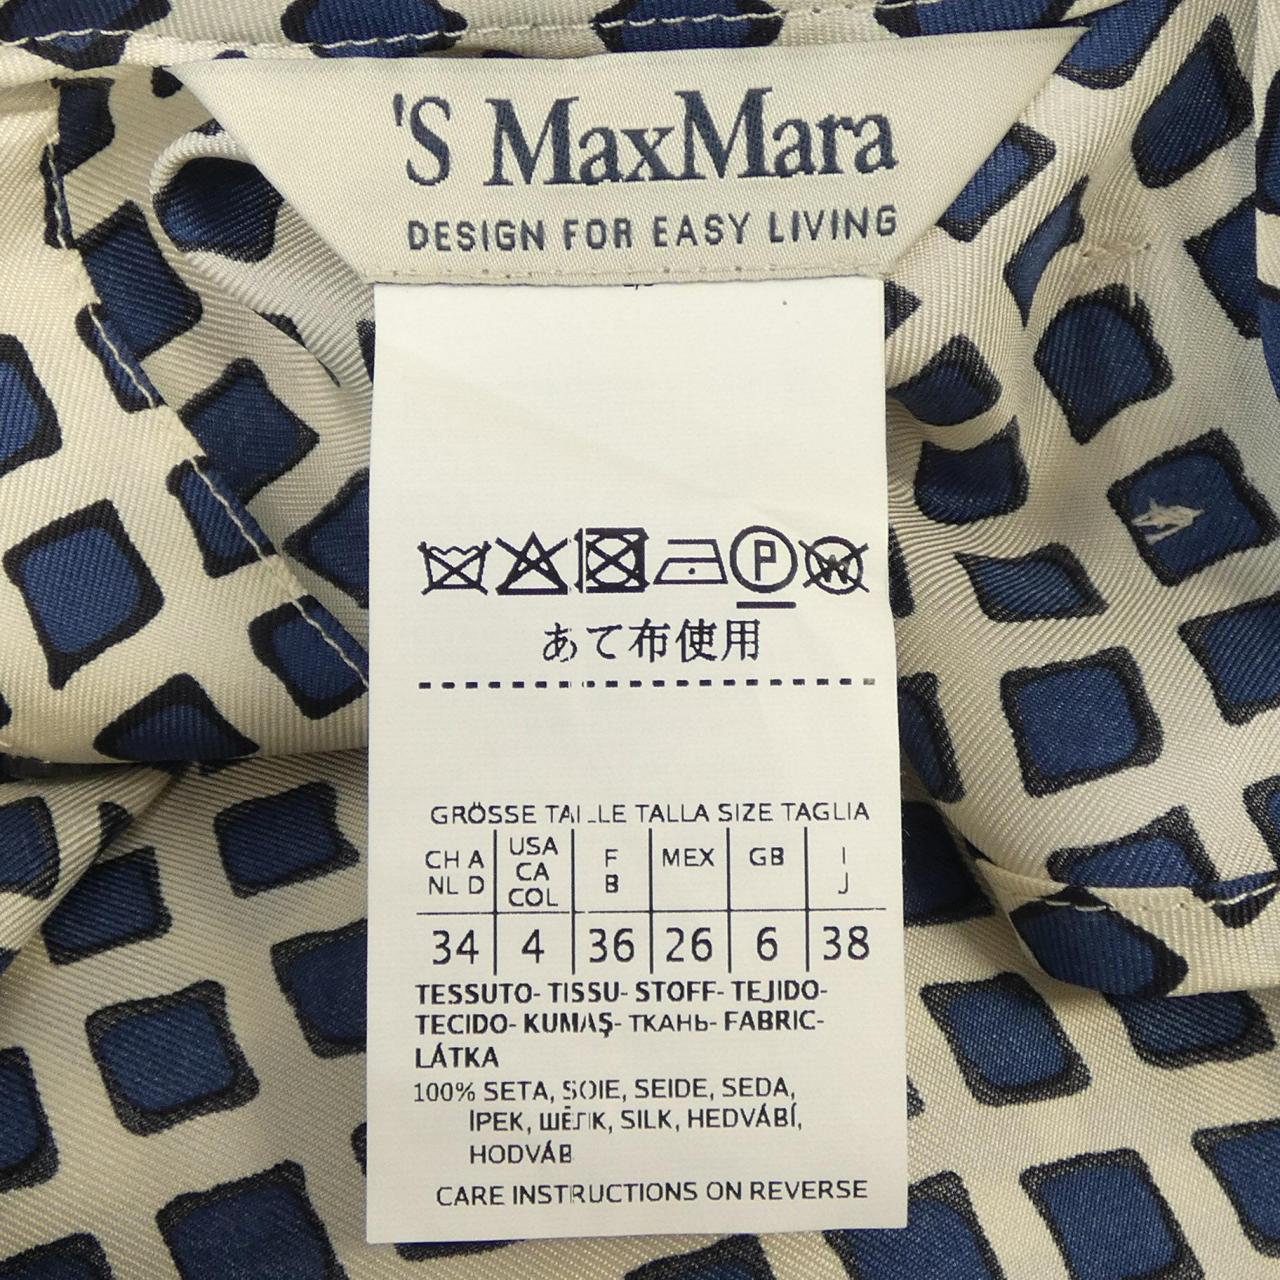 'S MaxMara
DESIGN FOR EASY LIVING
P W
あて布使用
GRÖSSE TAILLE TALLA SIZE TAGLIA
CH A NL D USA CA COL F B MEX GB I J
34 4 36 26 6 38
TESSUTO- TISSU- STOFF- TEJIDO-
TECIDO- KUMAŞ- ТКАНЬ- FABRIC-
LÁTKA
100% SETA, SOIE, SEIDE, SEDA,
İPEK, ШЁЛК, SILK, HEDVÁBÍ,
HODVÁB
CARE INSTRUCTIONS ON REVERSE